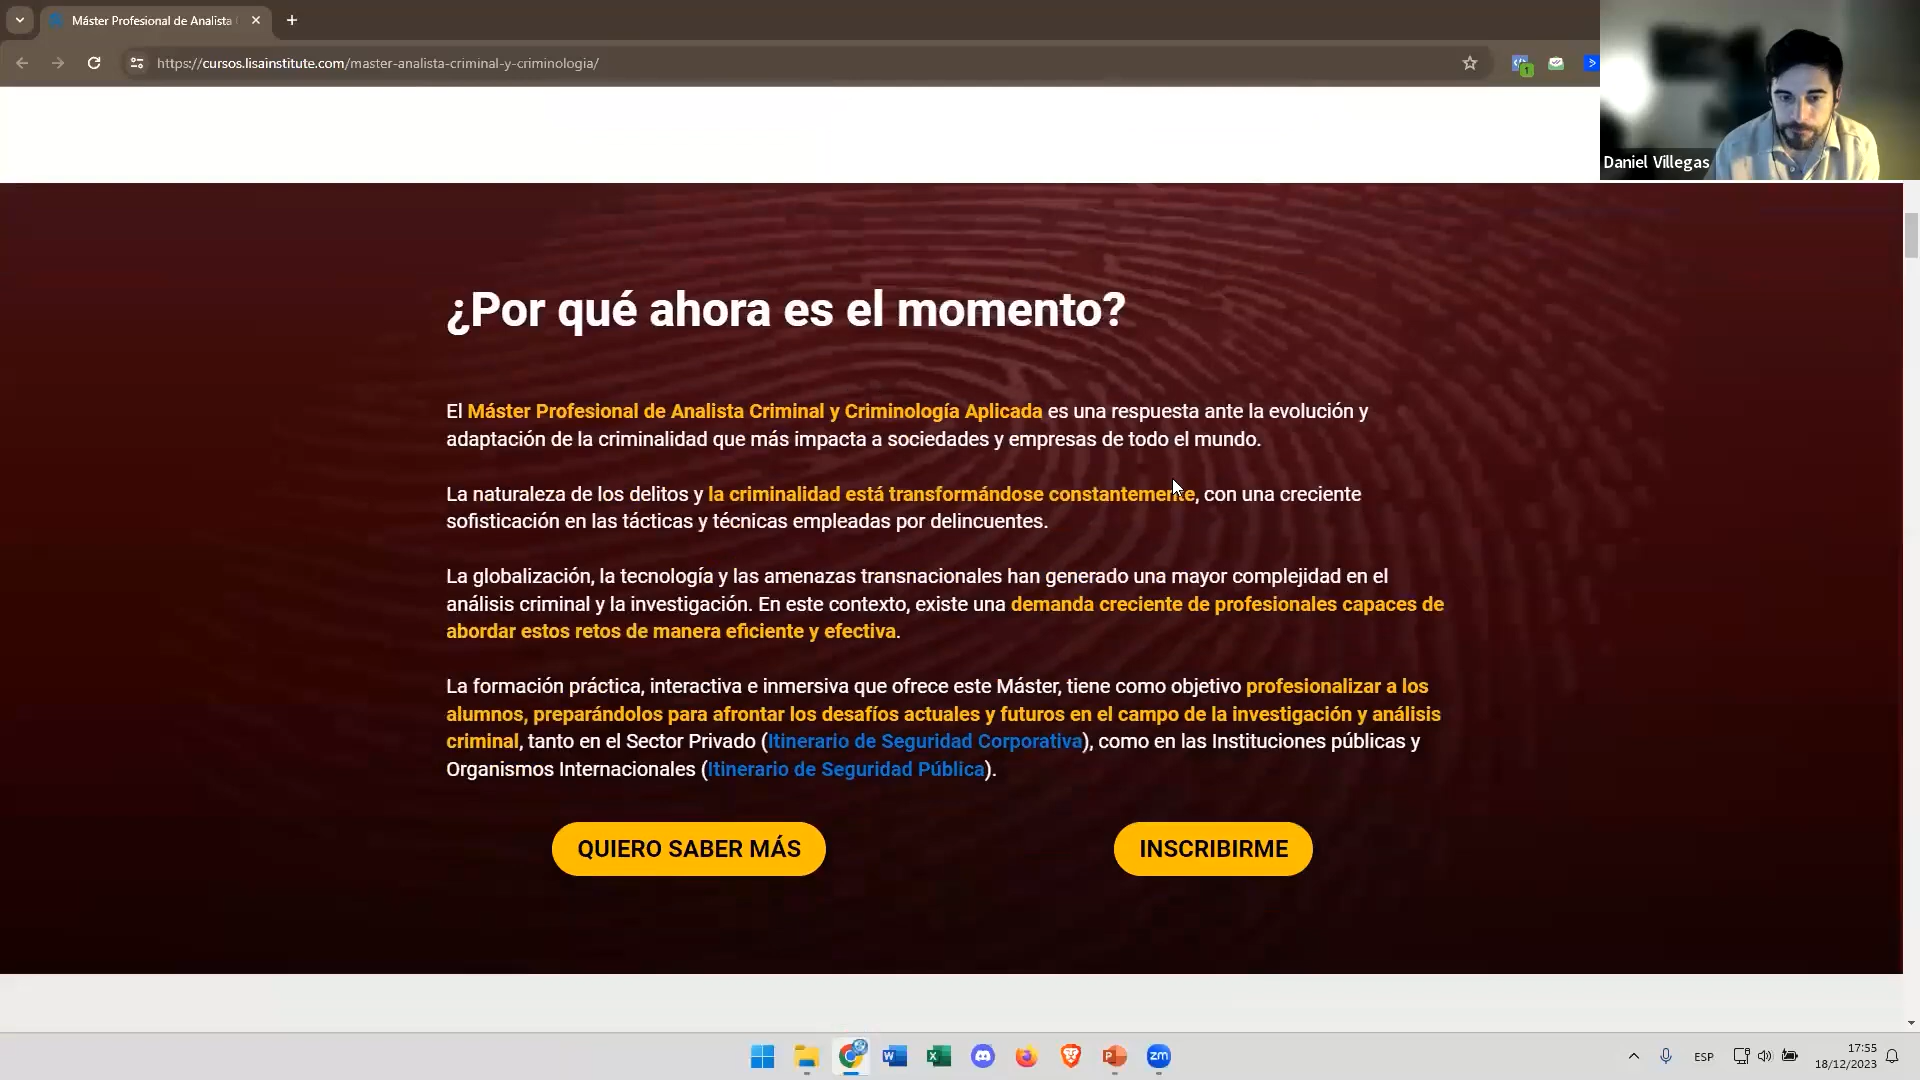 Máster Profesional de Analista
https://cursos.lisainstitute.com/master-analista-criminal-y-criminologia/
1
Daniel Villegas
¿Por qué ahora es el momento?
El Máster Profesional de Analista Criminal y Criminología Aplicada es una respuesta ante la evolución y
adaptación de la criminalidad que más impacta a sociedades y empresas de todo el mundo.
La naturaleza de los delitos y la criminalidad está transformándose constantemente, con una creciente
sofisticación en las tácticas y técnicas empleadas por delincuentes.
La globalización, la tecnología y las amenazas transnacionales han generado una mayor complejidad en el
análisis criminal y la investigación. En este contexto, existe una demanda creciente de profesionales capaces de
abordar estos retos de manera eficiente y efectiva.
La formación práctica, interactiva e inmersiva que ofrece este Máster, tiene como objetivo profesionalizar a los
alumnos, preparándolos para afrontar los desafíos actuales y futuros en el campo de la investigación y análisis
criminal, tanto en el Sector Privado (Itinerario de Seguridad Corporativa), como en las Instituciones públicas y
Organismos Internacionales (Itinerario de Seguridad Pública).
QUIERO SABER MÁS
INSCRIBIRME
W
X
P
zm
ESP
17:55
18/12/2023